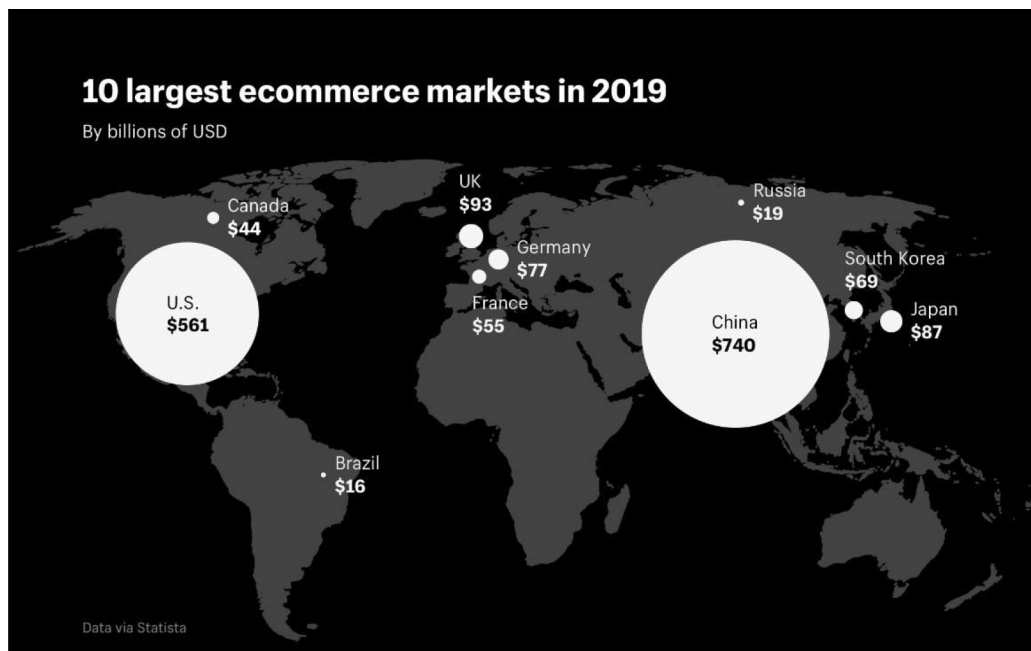 10 largest ecommerce markets in 2019
By billions of USD
Canada
$44
U.S.
$561
Brazil
$16
UK
$93
Germany
$77
France
$55
Russia
$19
China
$740
South Korea
$69
Japan
$87
Data via Statista